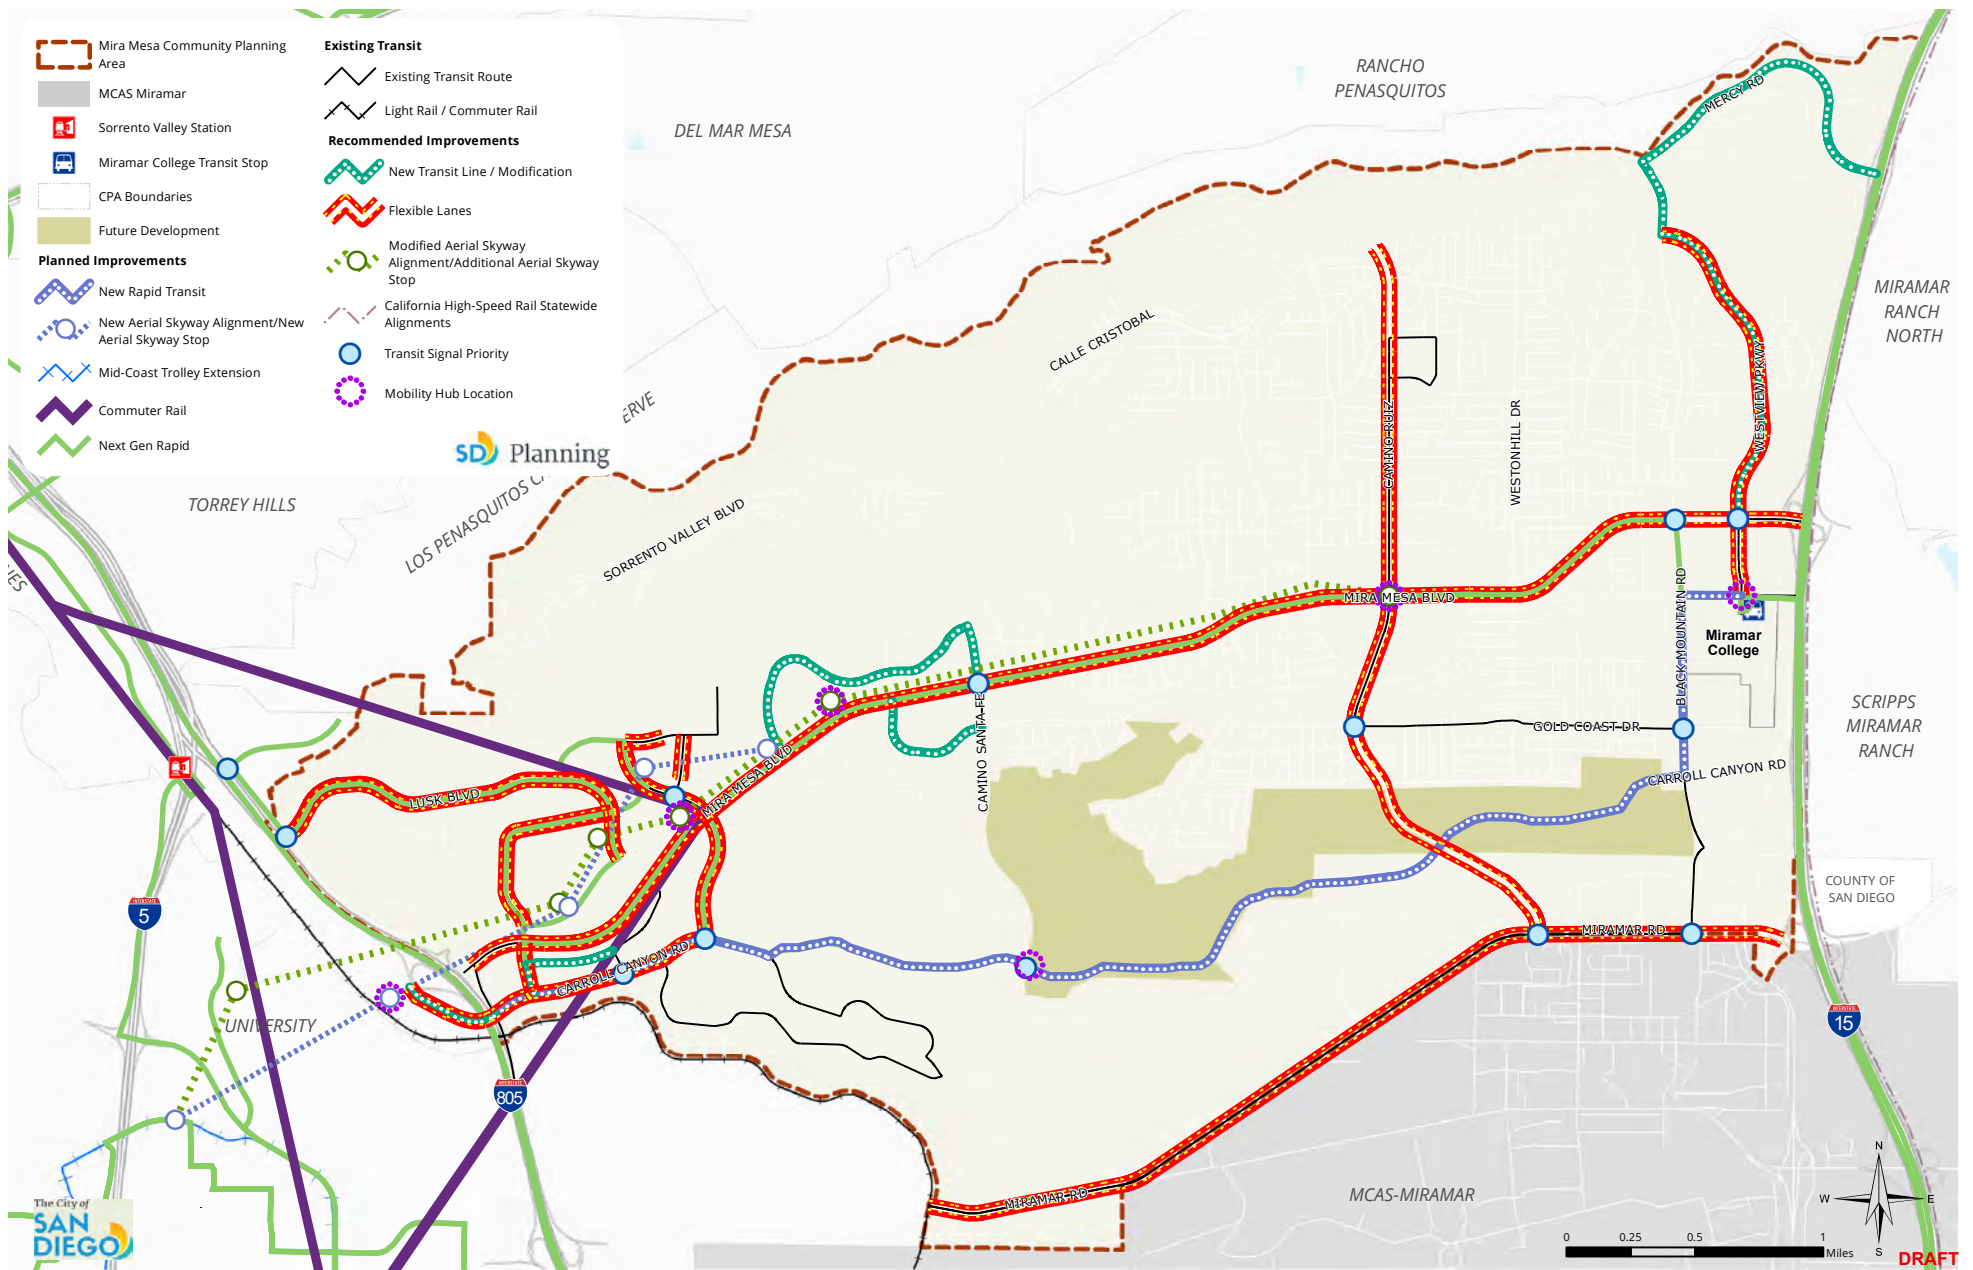 Mira Mesa Community Planning
Area
MCAS Miramar
Sorrento Valley Station
Miramar College Transit Stop
CPA Boundaries
Future Development
Planned Improvements
New Rapid Transit
New Aerial Skyway Alignment/New
Aerial Skyway Stop
Mid-Coast Trolley Extension
Commuter Rail
Next Gen Rapid
Existing Transit
Existing Transit Route
Light Rail / Commuter Rail
Recommended Improvements
New Transit Line / Modification
Flexible Lanes
Modified Aerial Skyway
Alignment/Additional Aerial Skyway
Stop
California High-Speed Rail Statewide
Alignments
Transit Signal Priority
Mobility Hub Location
SD Planning
RANCHO
PENASQUITOS
DEL MAR MESA
MERCY RD
MIRAMAR
RANCH
NORTH
CALLE CRISTOBAL
WESTVIEW PKWY
CAMINO RUIZ
WESTONHILL DR
ERVE
TORREY HILLS
LOS PENASQUITOS C
SORRENTO VALLEY BLVD
MIRA MESA BLVD
BLACK MOUNTAIN RD
Miramar
College
SCRIPPS
MIRAMAR
RANCH
GOLD COAST DR
CAMINO SANTA FE
CARROLL CANYON RD
MIRA MESA BLVD
LUSK BLVD
COUNTY OF
SAN DIEGO
INTERSTATE
5
MIRAMAR RD
CARROLL CANYON RD
UNIVERSITY
INTERSTATE
15
INTERSTATE
805
MIRAMAR RD
MCAS-MIRAMAR
The City of
SAN
DIEGO
N
W E
S
0 0.25 0.5 1
Miles
DRAFT